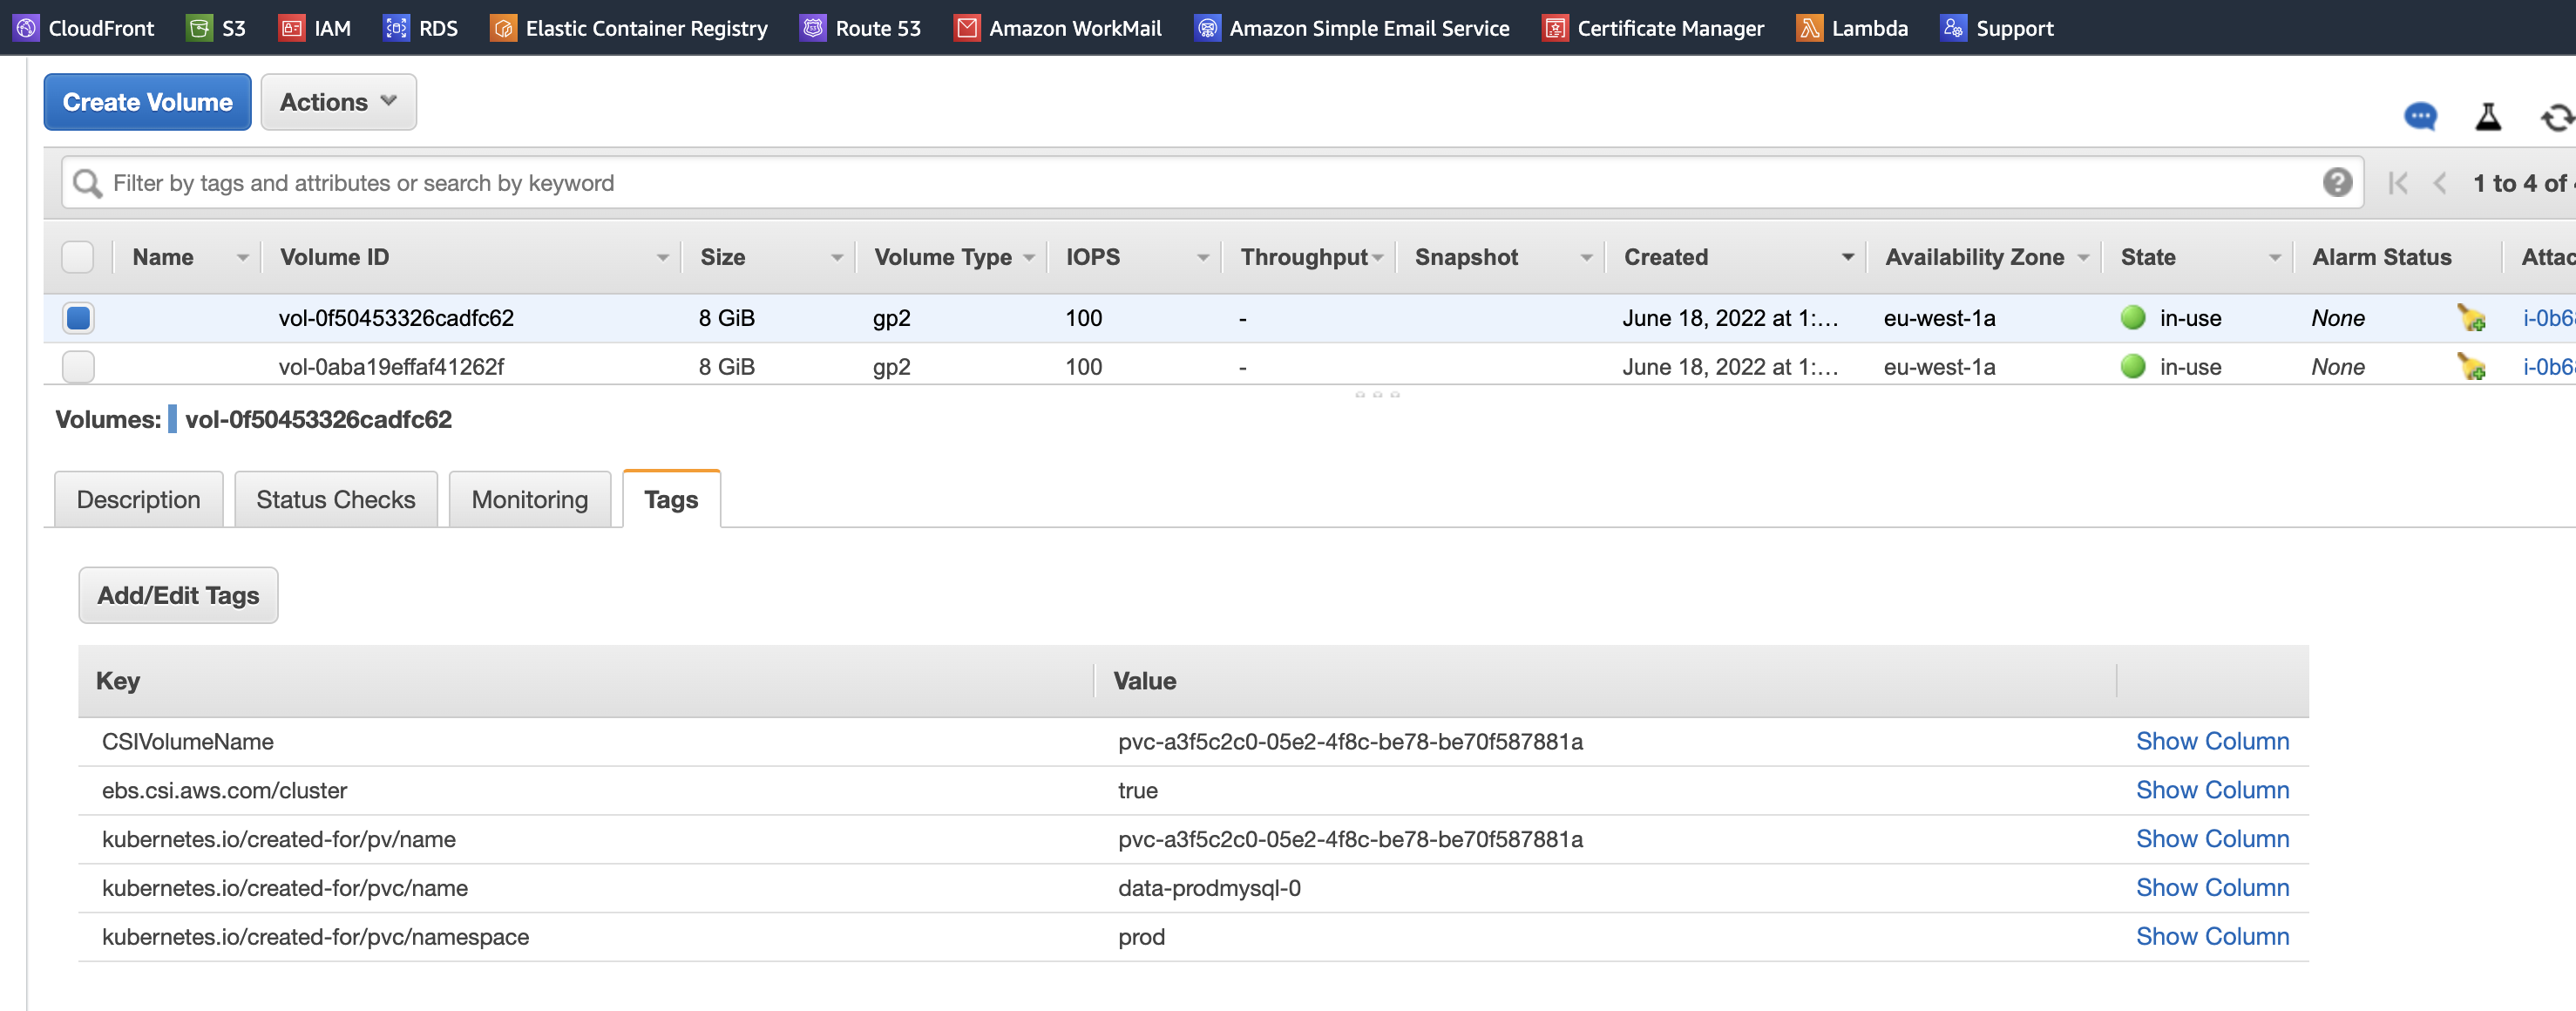 CloudFront S3 IAM RDS Elastic Container Registry Route 53 Amazon WorkMail Amazon Simple Email Service Certificate Manager Lambda Support
Create Volume Actions
Filter by tags and attributes or search by keyword 1 to 4 of
Name Volume ID Size Volume Type IOPS Throughput Snapshot Created Availability Zone State Alarm Status Attac
vol-0f50453326cadfc62 8 GiB gp2 100 - June 18, 2022 at 1:... eu-west-1a in-use None i-0b6
vol-0aba19effaf41262f 8 GiB gp2 100 - June 18, 2022 at 1:... eu-west-1a in-use None i-0b6
Volumes: vol-0f50453326cadfc62
Description Status Checks Monitoring Tags
Add/Edit Tags
Key Value
CSIVolumeName pvc-a3f5c2c0-05e2-4f8c-be78-be70f587881a Show Column
ebs.csi.aws.com/cluster true Show Column
kubernetes.io/created-for/pv/name pvc-a3f5c2c0-05e2-4f8c-be78-be70f587881a Show Column
kubernetes.io/created-for/pvc/name data-prodmysql-0 Show Column
kubernetes.io/created-for/pvc/namespace prod Show Column